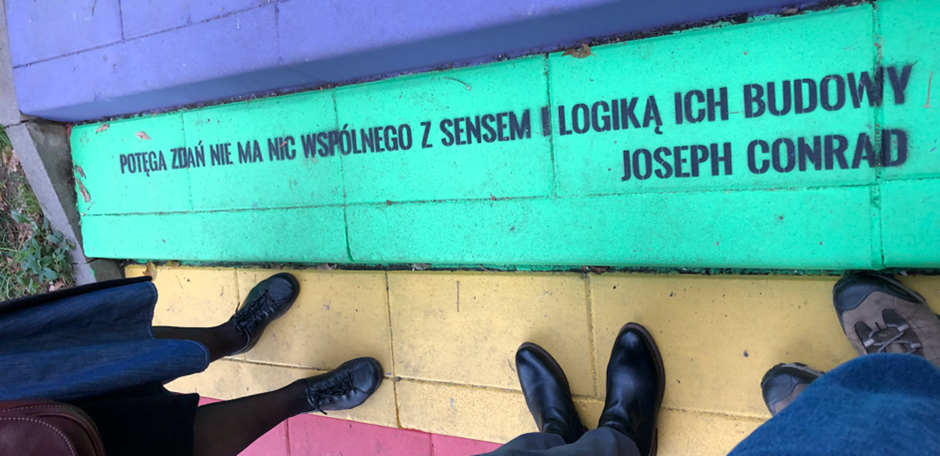 POTĘGA ZDAŃ NIE MA NIC WSPÓLNEGO Z SENSEM I LOGIKĄ ICH BUDOWY
JOSEPH CONRAD